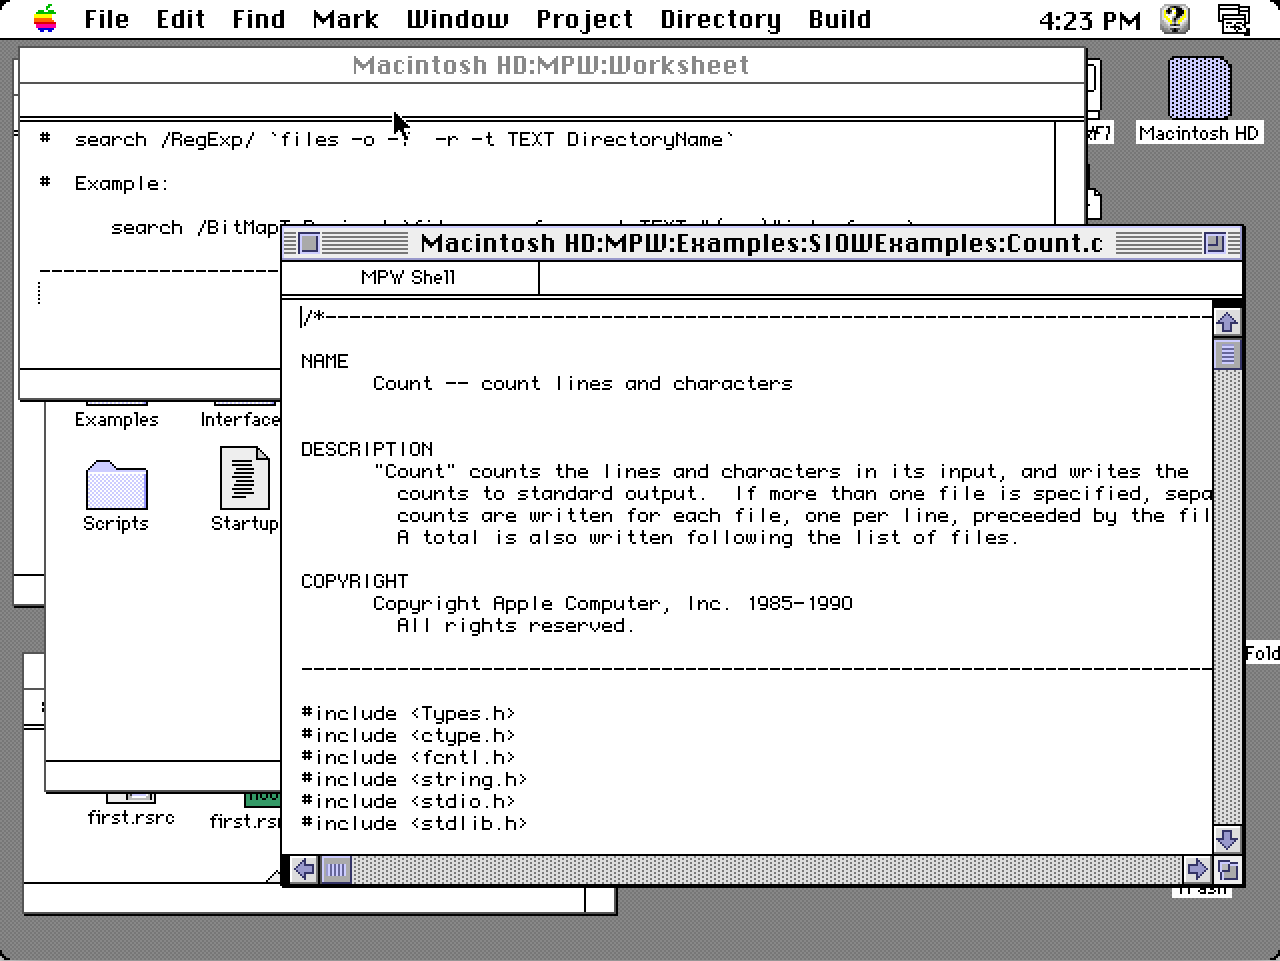 File Edit Find Mark Window Project Directory Build 4:23 PM
Macintosh HD:MPW:Worksheet
# search /RegExp/ `files -o -r -t TEXT DirectoryName`
# Example:
search /BitMap
Macintosh HD
Macintosh HD:MPW:Examples:SIOWExamples:Count.c
MPW Shell
/*
NAME
Count -- count lines and characters
DESCRIPTION
"Count" counts the lines and characters in its input, and writes the
counts to standard output.  If more than one file is specified, sepa
counts are written for each file, one per line, preceeded by the fil
A total is also written following the list of files.
COPYRIGHT
Copyright Apple Computer, Inc. 1985-1990
All rights reserved.
#include <Types.h>
#include <ctype.h>
#include <fcntl.h>
#include <string.h>
#include <stdio.h>
#include <stdlib.h>
Examples
Interface
Scripts
Startup
first.rsrc
first.rs
Fold
Trash